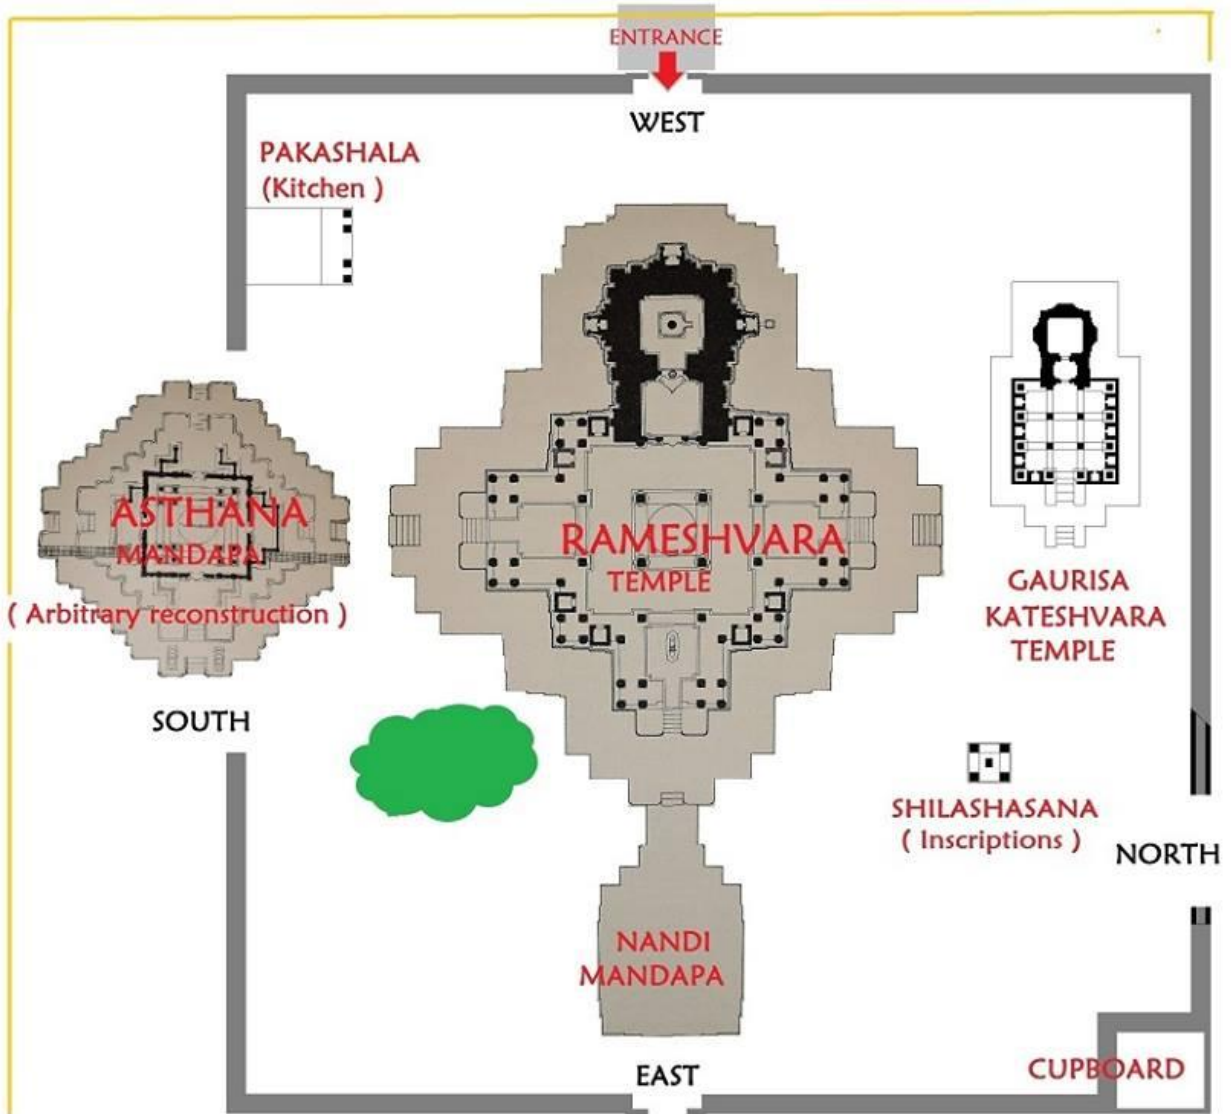 ENTRANCE
WEST
PAKASHALA
(Kitchen )
ASTHANA
MANDAPA
( Arbitrary reconstruction )
RAMESHVARA
TEMPLE
GAURISA
KATESHVARA
TEMPLE
SOUTH
SHILASHASANA
( Inscriptions )
NORTH
NANDI
MANDAPA
EAST
CUPBOARD